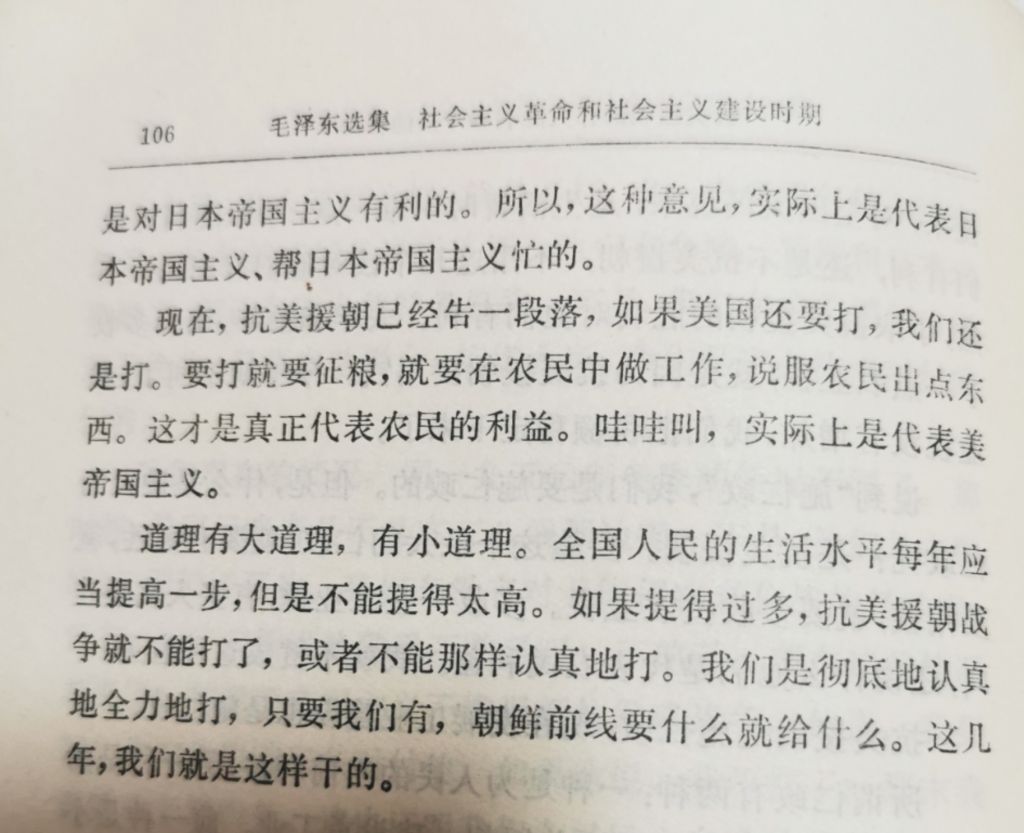 106 毛泽东选集 社会主义革命和社会主义建设时期
是对日本帝国主义有利的。所以，这种意见，实际上是代表日
本帝国主义、帮日本帝国主义忙的。
现在，抗美援朝已经告一段落，如果美国还要打，我们还
是打。要打就要征粮，就要在农民中做工作，说服农民出点东
西。这才是真正代表农民的利益。哇哇叫，实际上是代表美
帝国主义。
道理有大道理，有小道理。全国人民的生活水平每年应
当提高一步，但是不能提得太高。如果提得过多，抗美援朝战
争就不能打了，或者不能那样认真地打。我们是彻底地认真
地全力地打，只要我们有，朝鲜前线要什么就给什么。这几
年，我们就是这样干的。